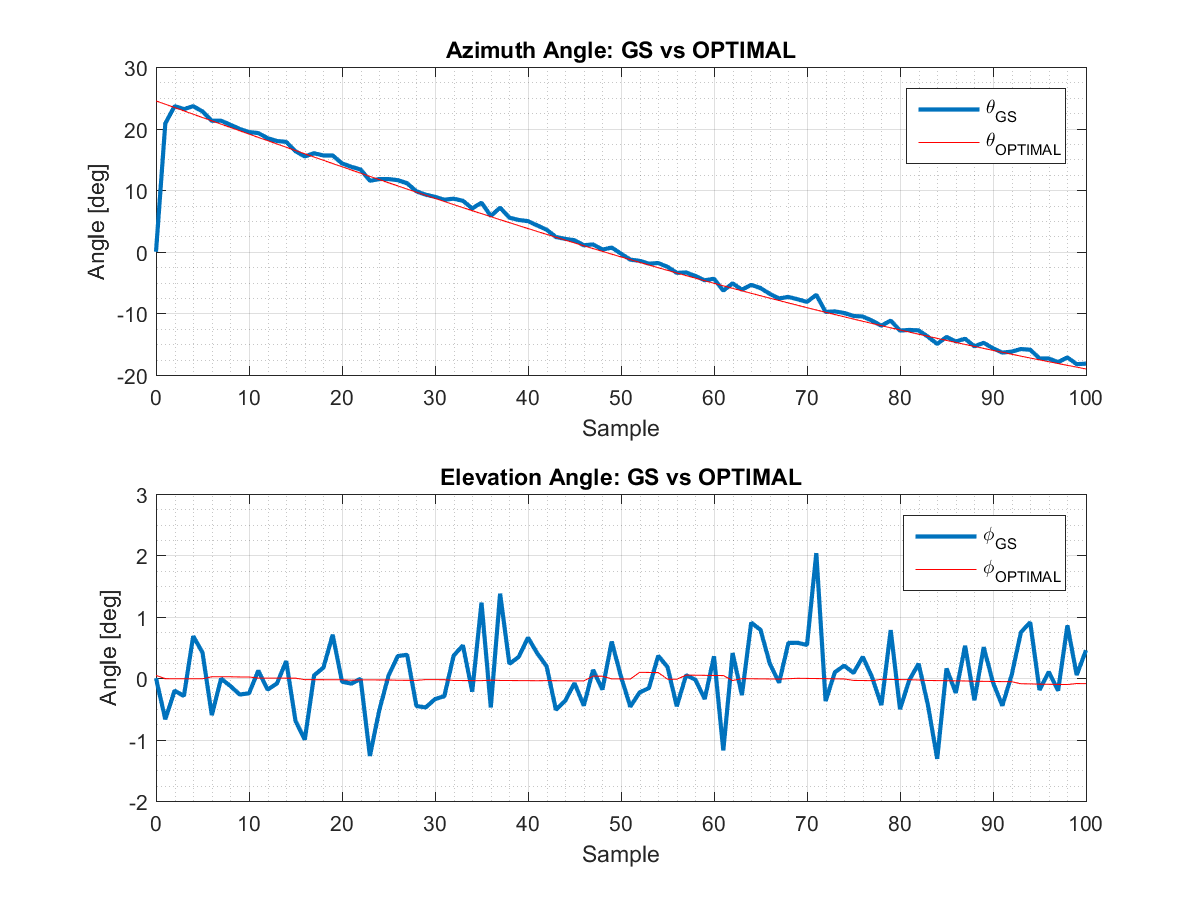 Azimuth Angle: GS vs OPTIMAL
30
20
10
0
-10
-20
Angle [deg]
θGS
θOPTIMAL
0 10 20 30 40 50 60 70 80 90 100
Sample
Elevation Angle: GS vs OPTIMAL
3
2
1
0
-1
-2
Angle [deg]
ϕGS
ϕOPTIMAL
0 10 20 30 40 50 60 70 80 90 100
Sample